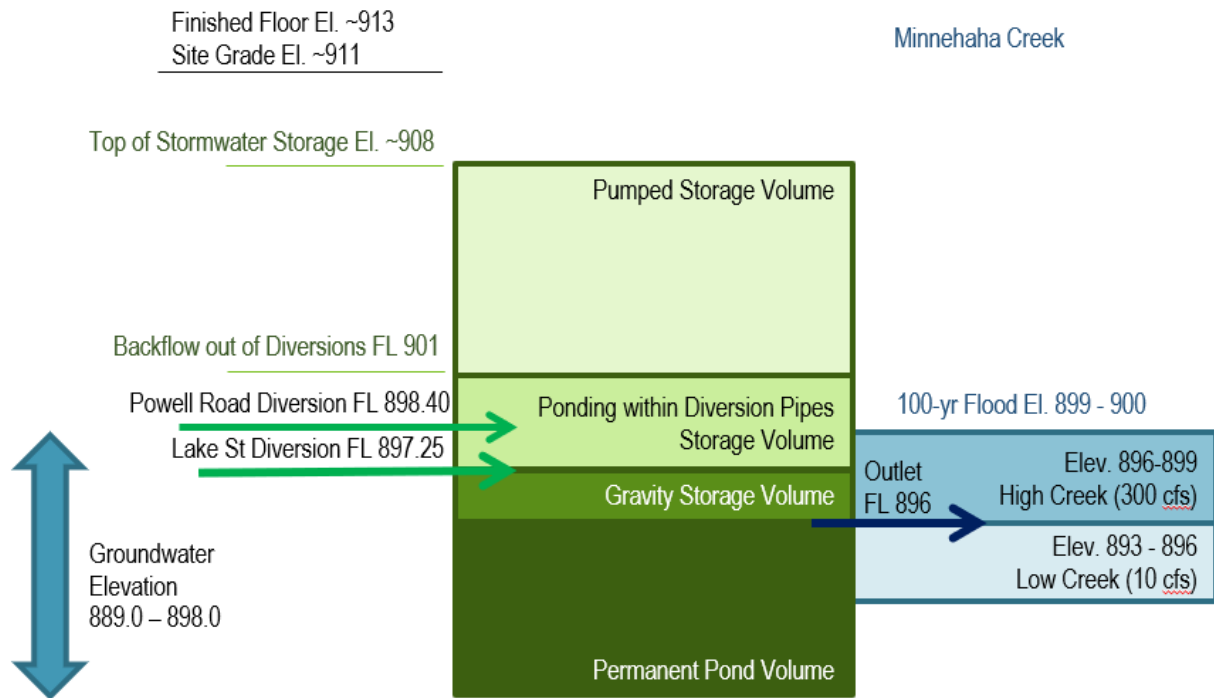 Finished Floor El. ~913
Site Grade El. ~911
Minnehaha Creek
Top of Stormwater Storage El. ~908
Pumped Storage Volume
Backflow out of Diversions FL 901
Powell Road Diversion FL 898.40
Lake St Diversion FL 897.25
Ponding within Diversion Pipes
Storage Volume
100-yr Flood El. 899 - 900
Gravity Storage Volume
Outlet
FL 896
Elev. 896-899
High Creek (300 cfs)
Elev. 893 - 896
Low Creek (10 cfs)
Groundwater
Elevation
889.0 – 898.0
Permanent Pond Volume